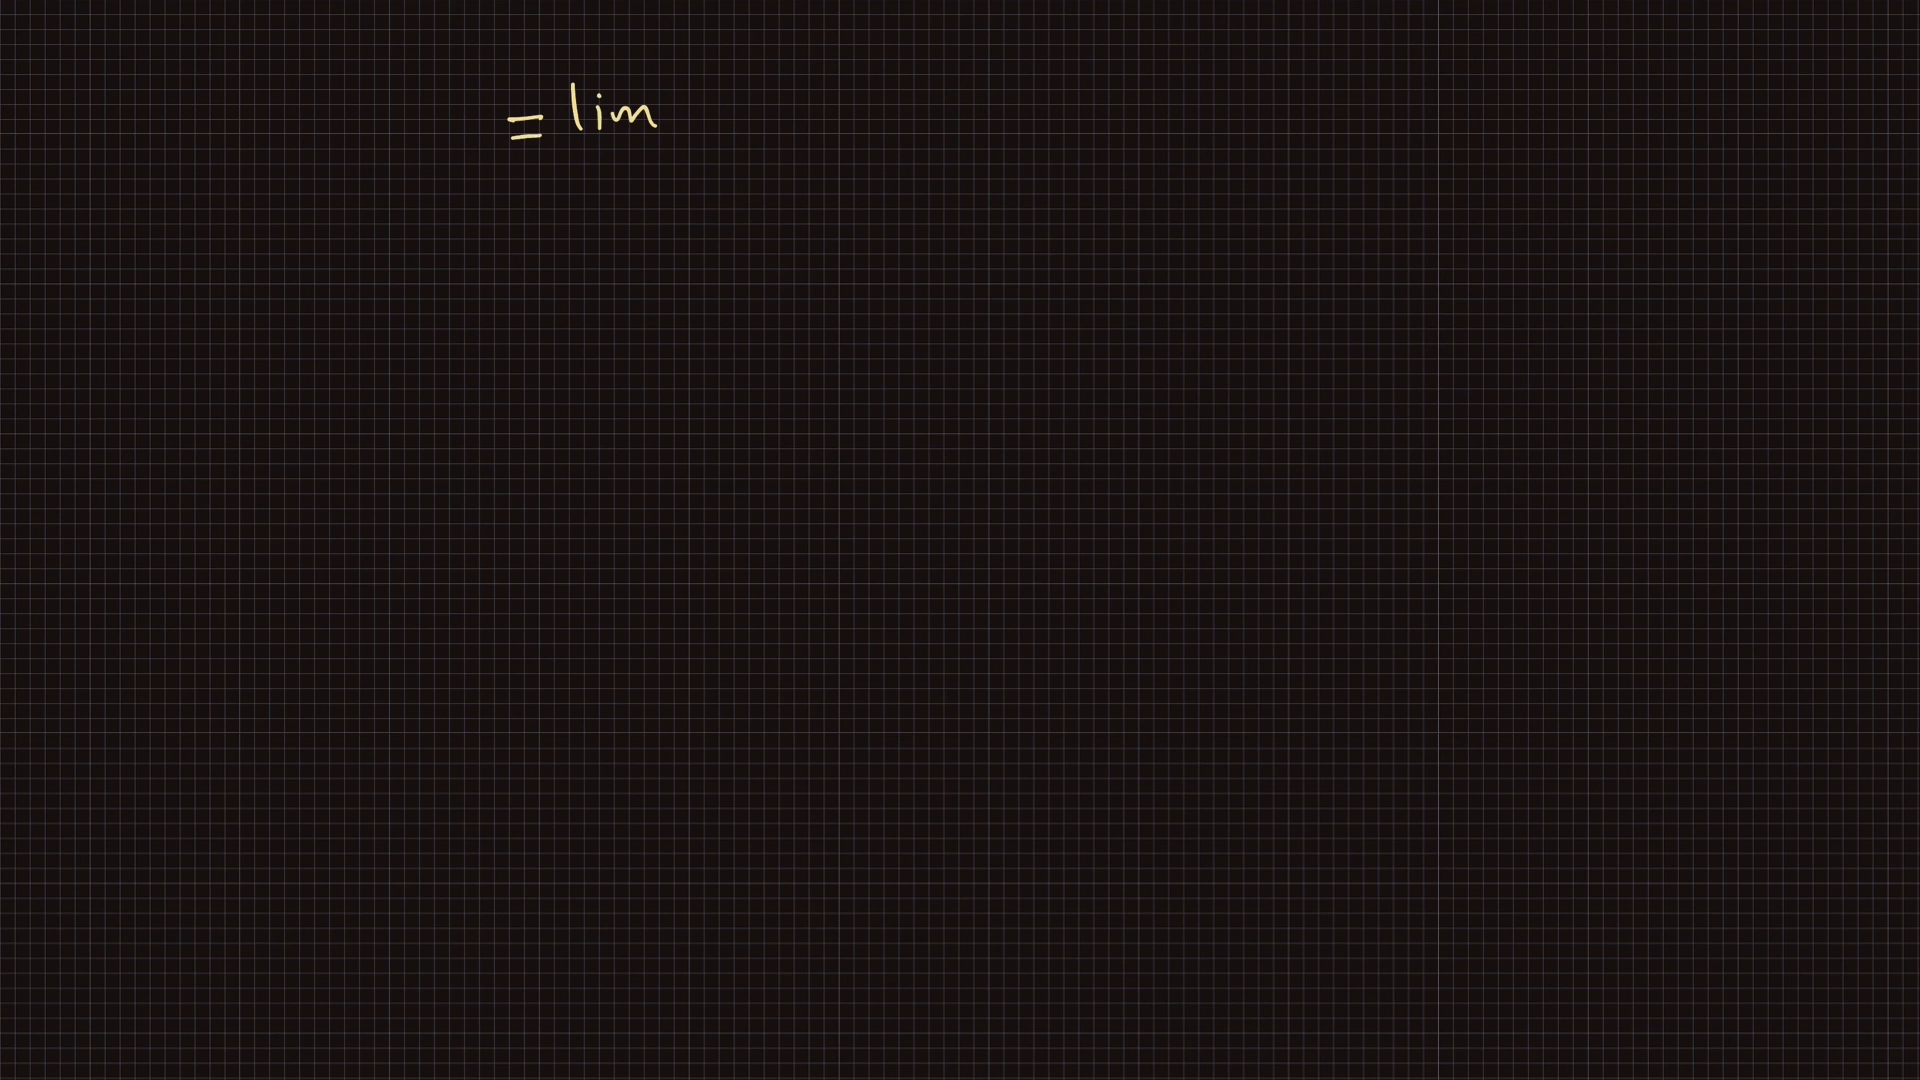 = lim